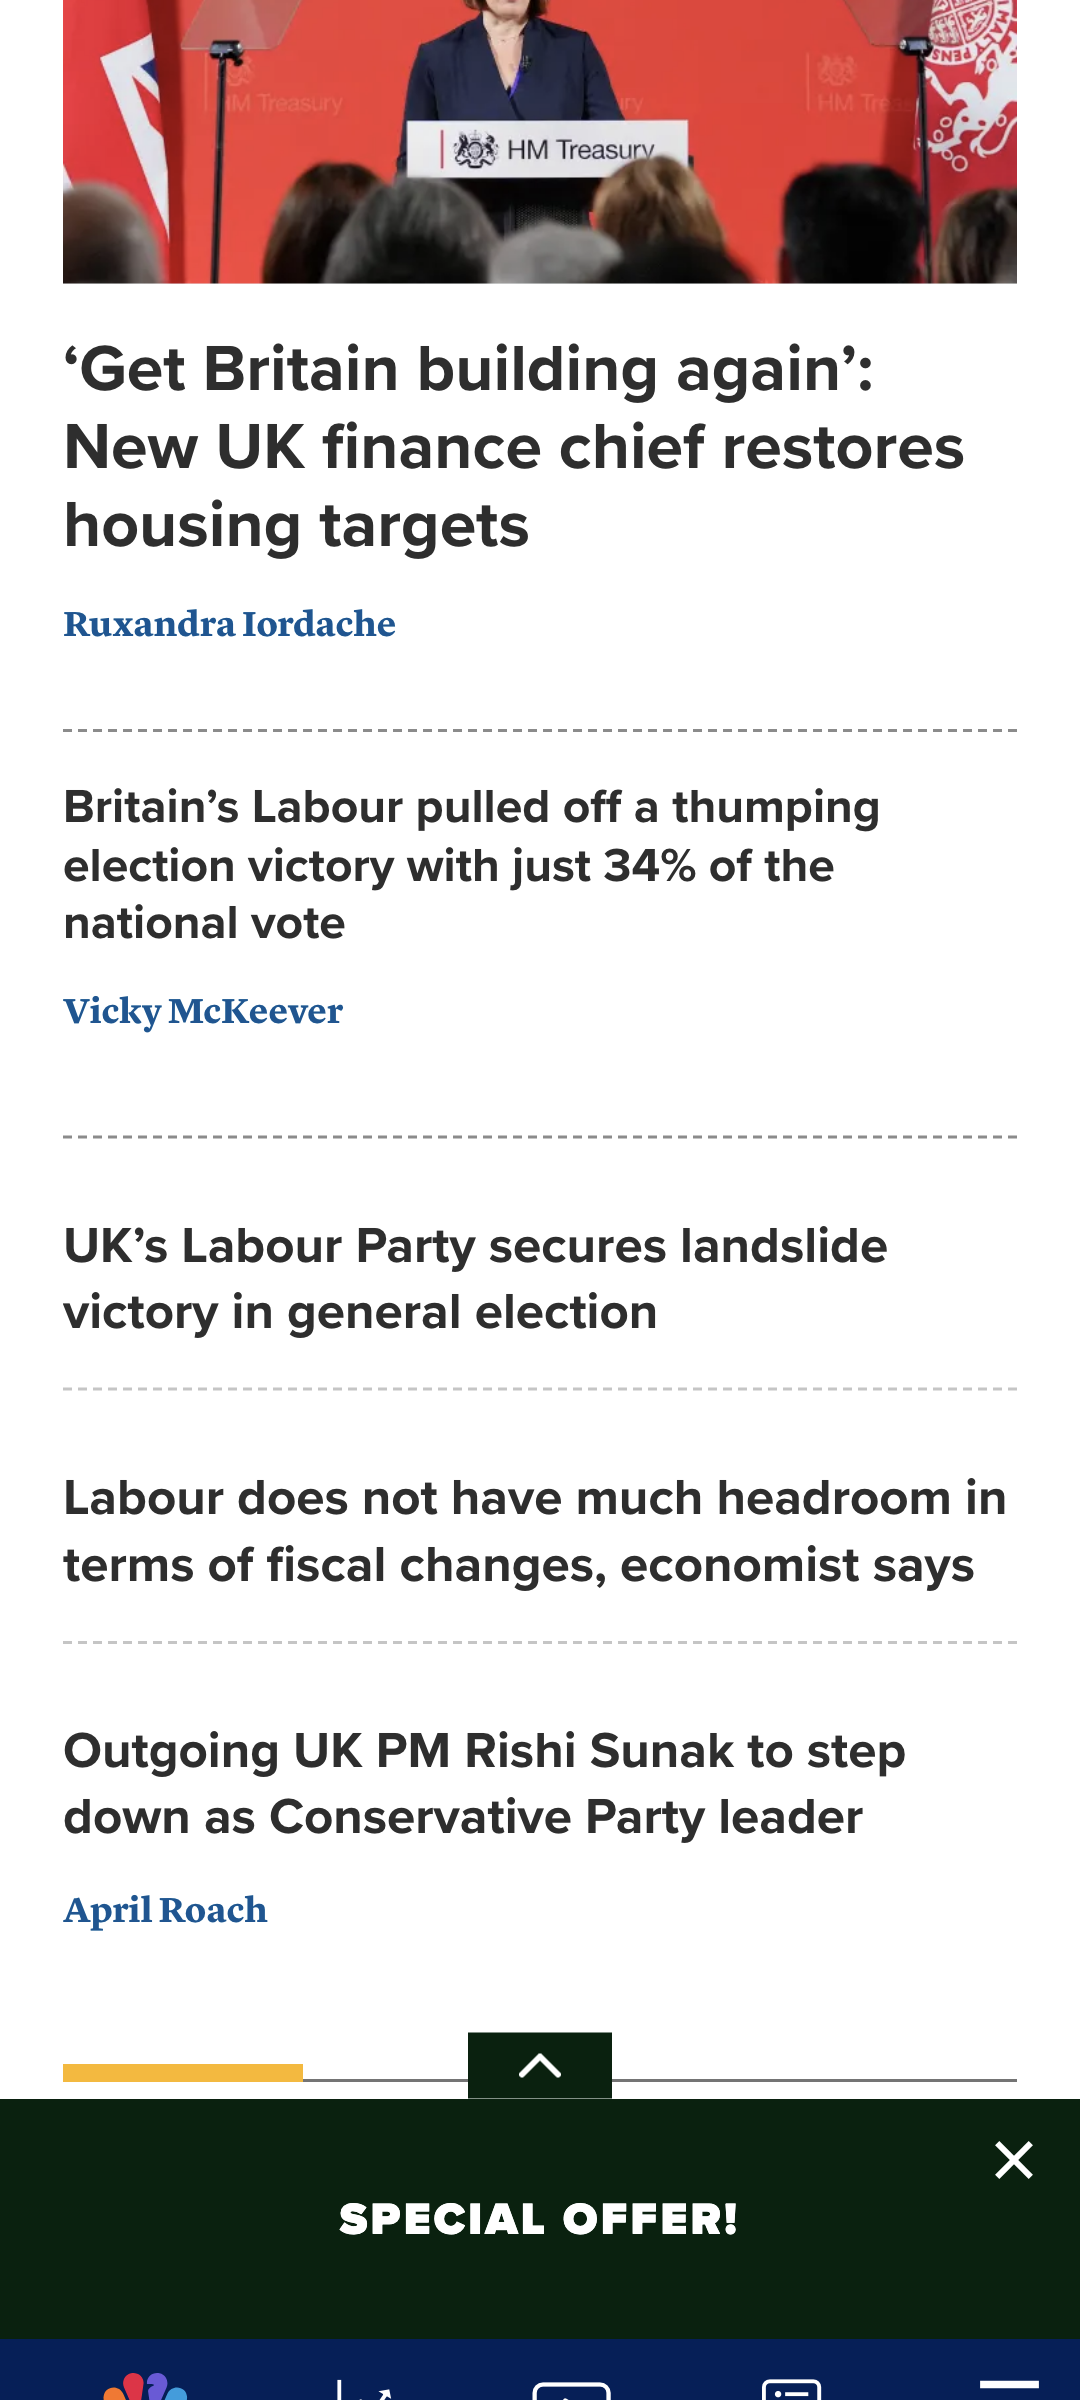 HM Treasury
HM Treasury
‘Get Britain building again’:
New UK finance chief restores
housing targets
Ruxandra Iordache
Britain’s Labour pulled off a thumping
election victory with just 34% of the
national vote
Vicky McKeever
UK’s Labour Party secures landslide
victory in general election
Labour does not have much headroom in
terms of fiscal changes, economist says
Outgoing UK PM Rishi Sunak to step
down as Conservative Party leader
April Roach
SPECIAL OFFER!